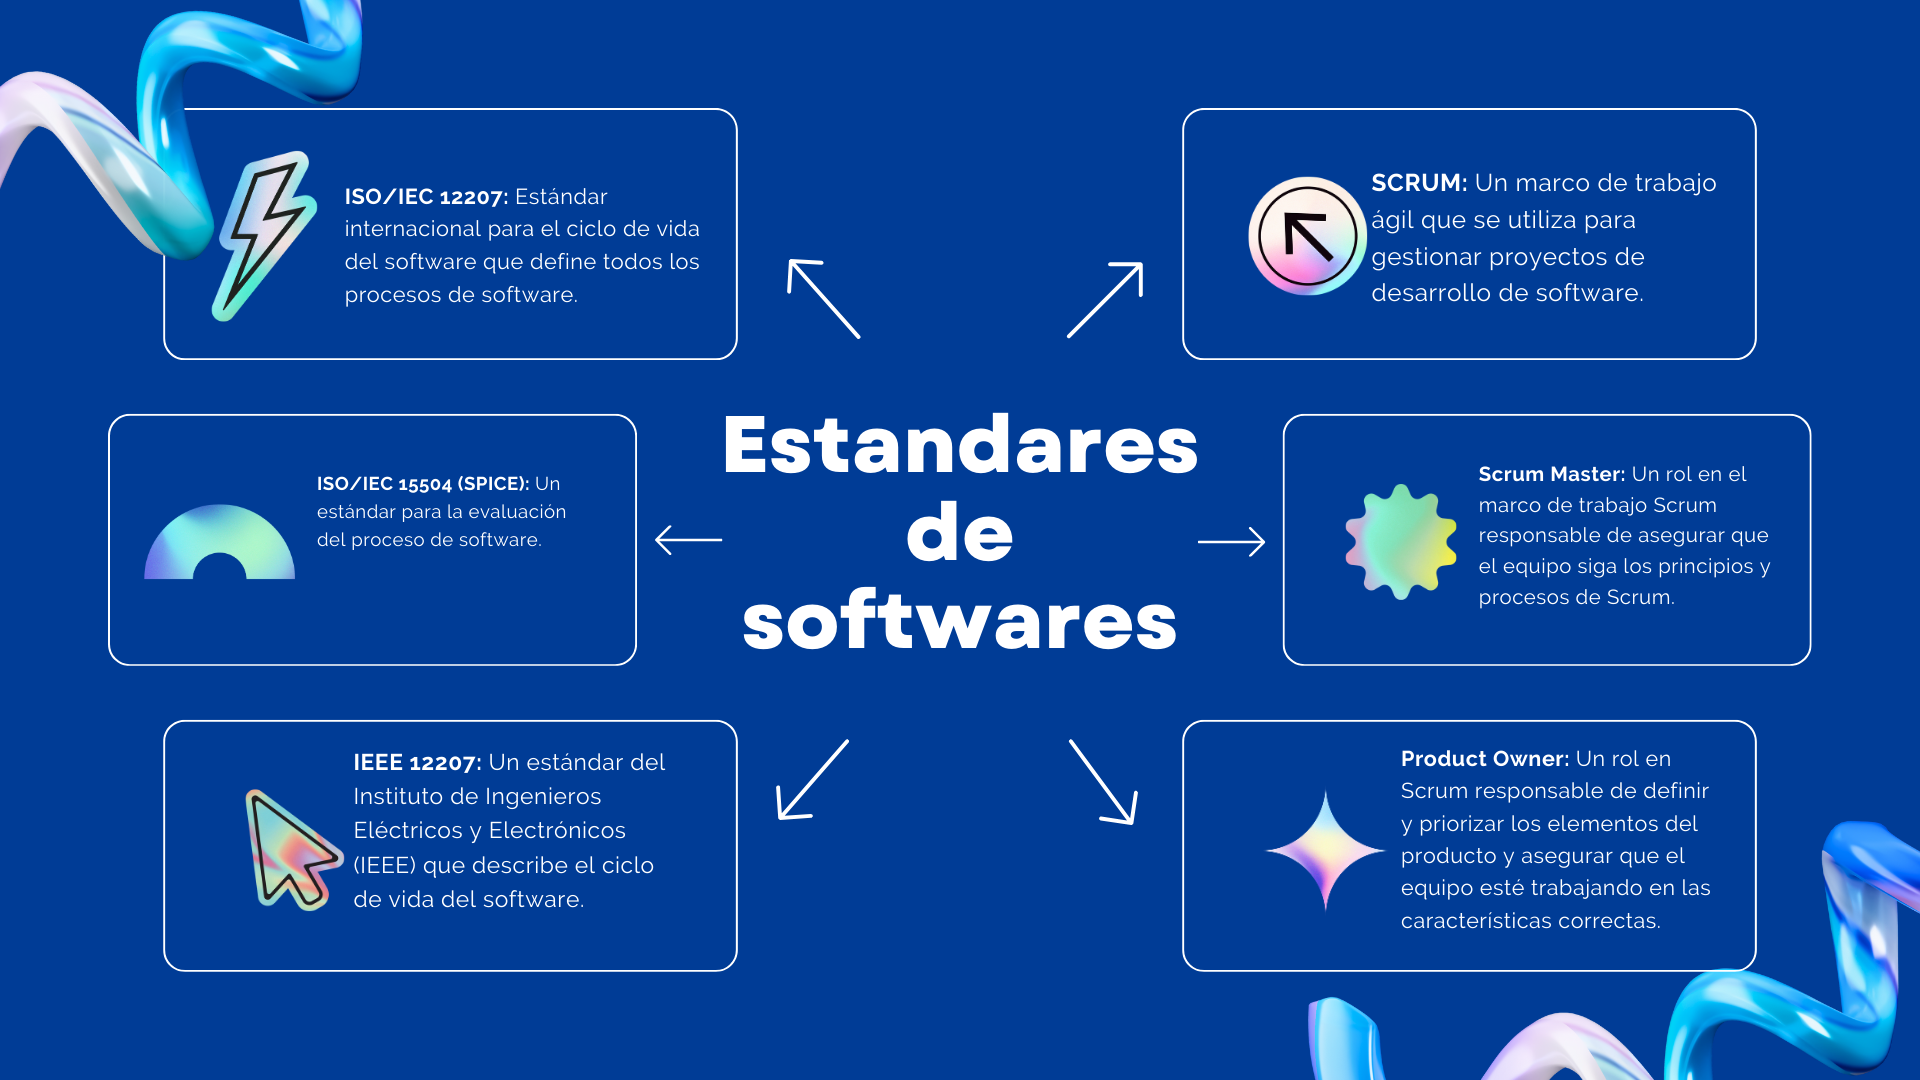 ISO/IEC 12207: Estándar
internacional para el ciclo de vida
del software que define todos los
procesos de software.
SCRUM: Un marco de trabajo
ágil que se utiliza para
gestionar proyectos de
desarrollo de software.
Estandares
de
softwares
ISO/IEC 15504 (SPICE): Un
estándar para la evaluación
del proceso de software.
Scrum Master: Un rol en el
marco de trabajo Scrum
responsable de asegurar que
el equipo siga los principios y
procesos de Scrum.
IEEE 12207: Un estándar del
Instituto de Ingenieros
Eléctricos y Electrónicos
(IEEE) que describe el ciclo
de vida del software.
Product Owner: Un rol en
Scrum responsable de definir
y priorizar los elementos del
producto y asegurar que el
equipo esté trabajando en las
características correctas.